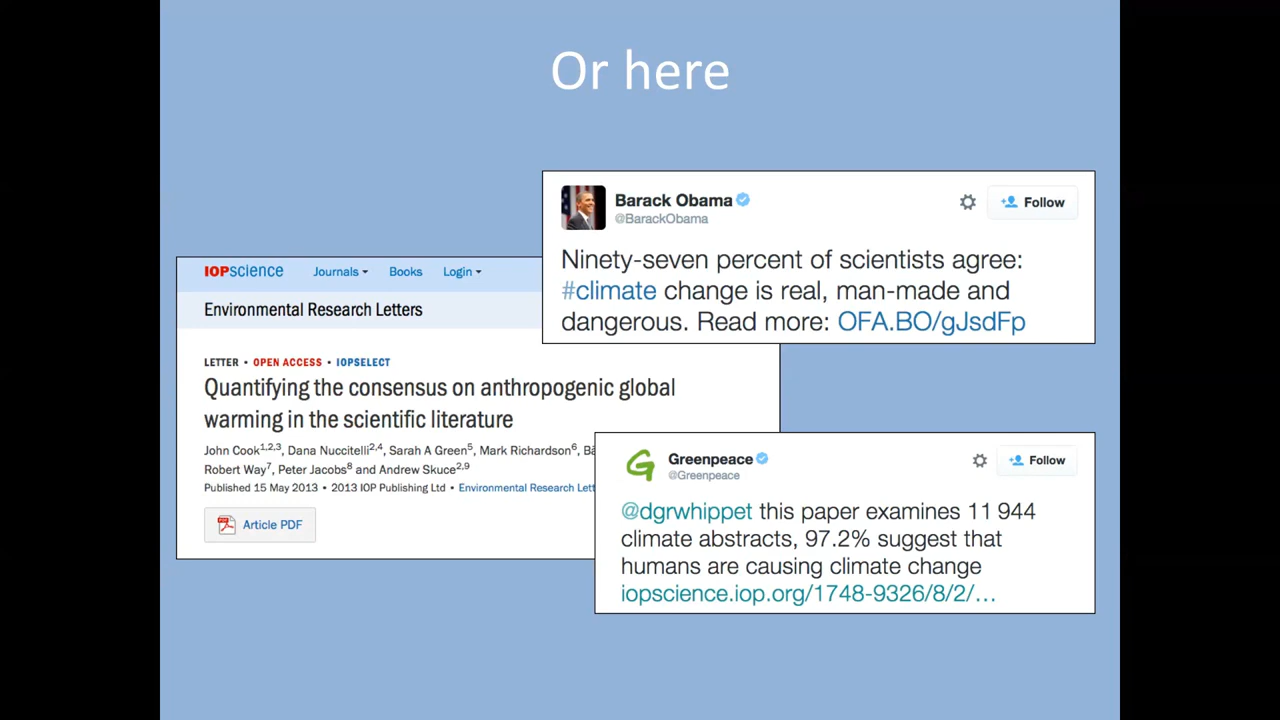 Or here
Barack Obama
@BarackObama
Follow
Ninety-seven percent of scientists agree:
#climate change is real, man-made and
dangerous. Read more: OFA.BO/gJsdFp
IOPscience Journals Books Login
Environmental Research Letters
LETTER • OPEN ACCESS • IOPSELECT
Quantifying the consensus on anthropogenic global
warming in the scientific literature
John Cook1,2,3, Dana Nuccitelli2,4, Sarah A Green5, Mark Richardson6, Bä
Robert Way7, Peter Jacobs8 and Andrew Skuce2,9
Published 15 May 2013 • 2013 IOP Publishing Ltd • Environmental Research Lett
Article PDF
Greenpeace
@Greenpeace
Follow
@dgrwhippet this paper examines 11 944
climate abstracts, 97.2% suggest that
humans are causing climate change
iopscience.iop.org/1748-9326/8/2/…